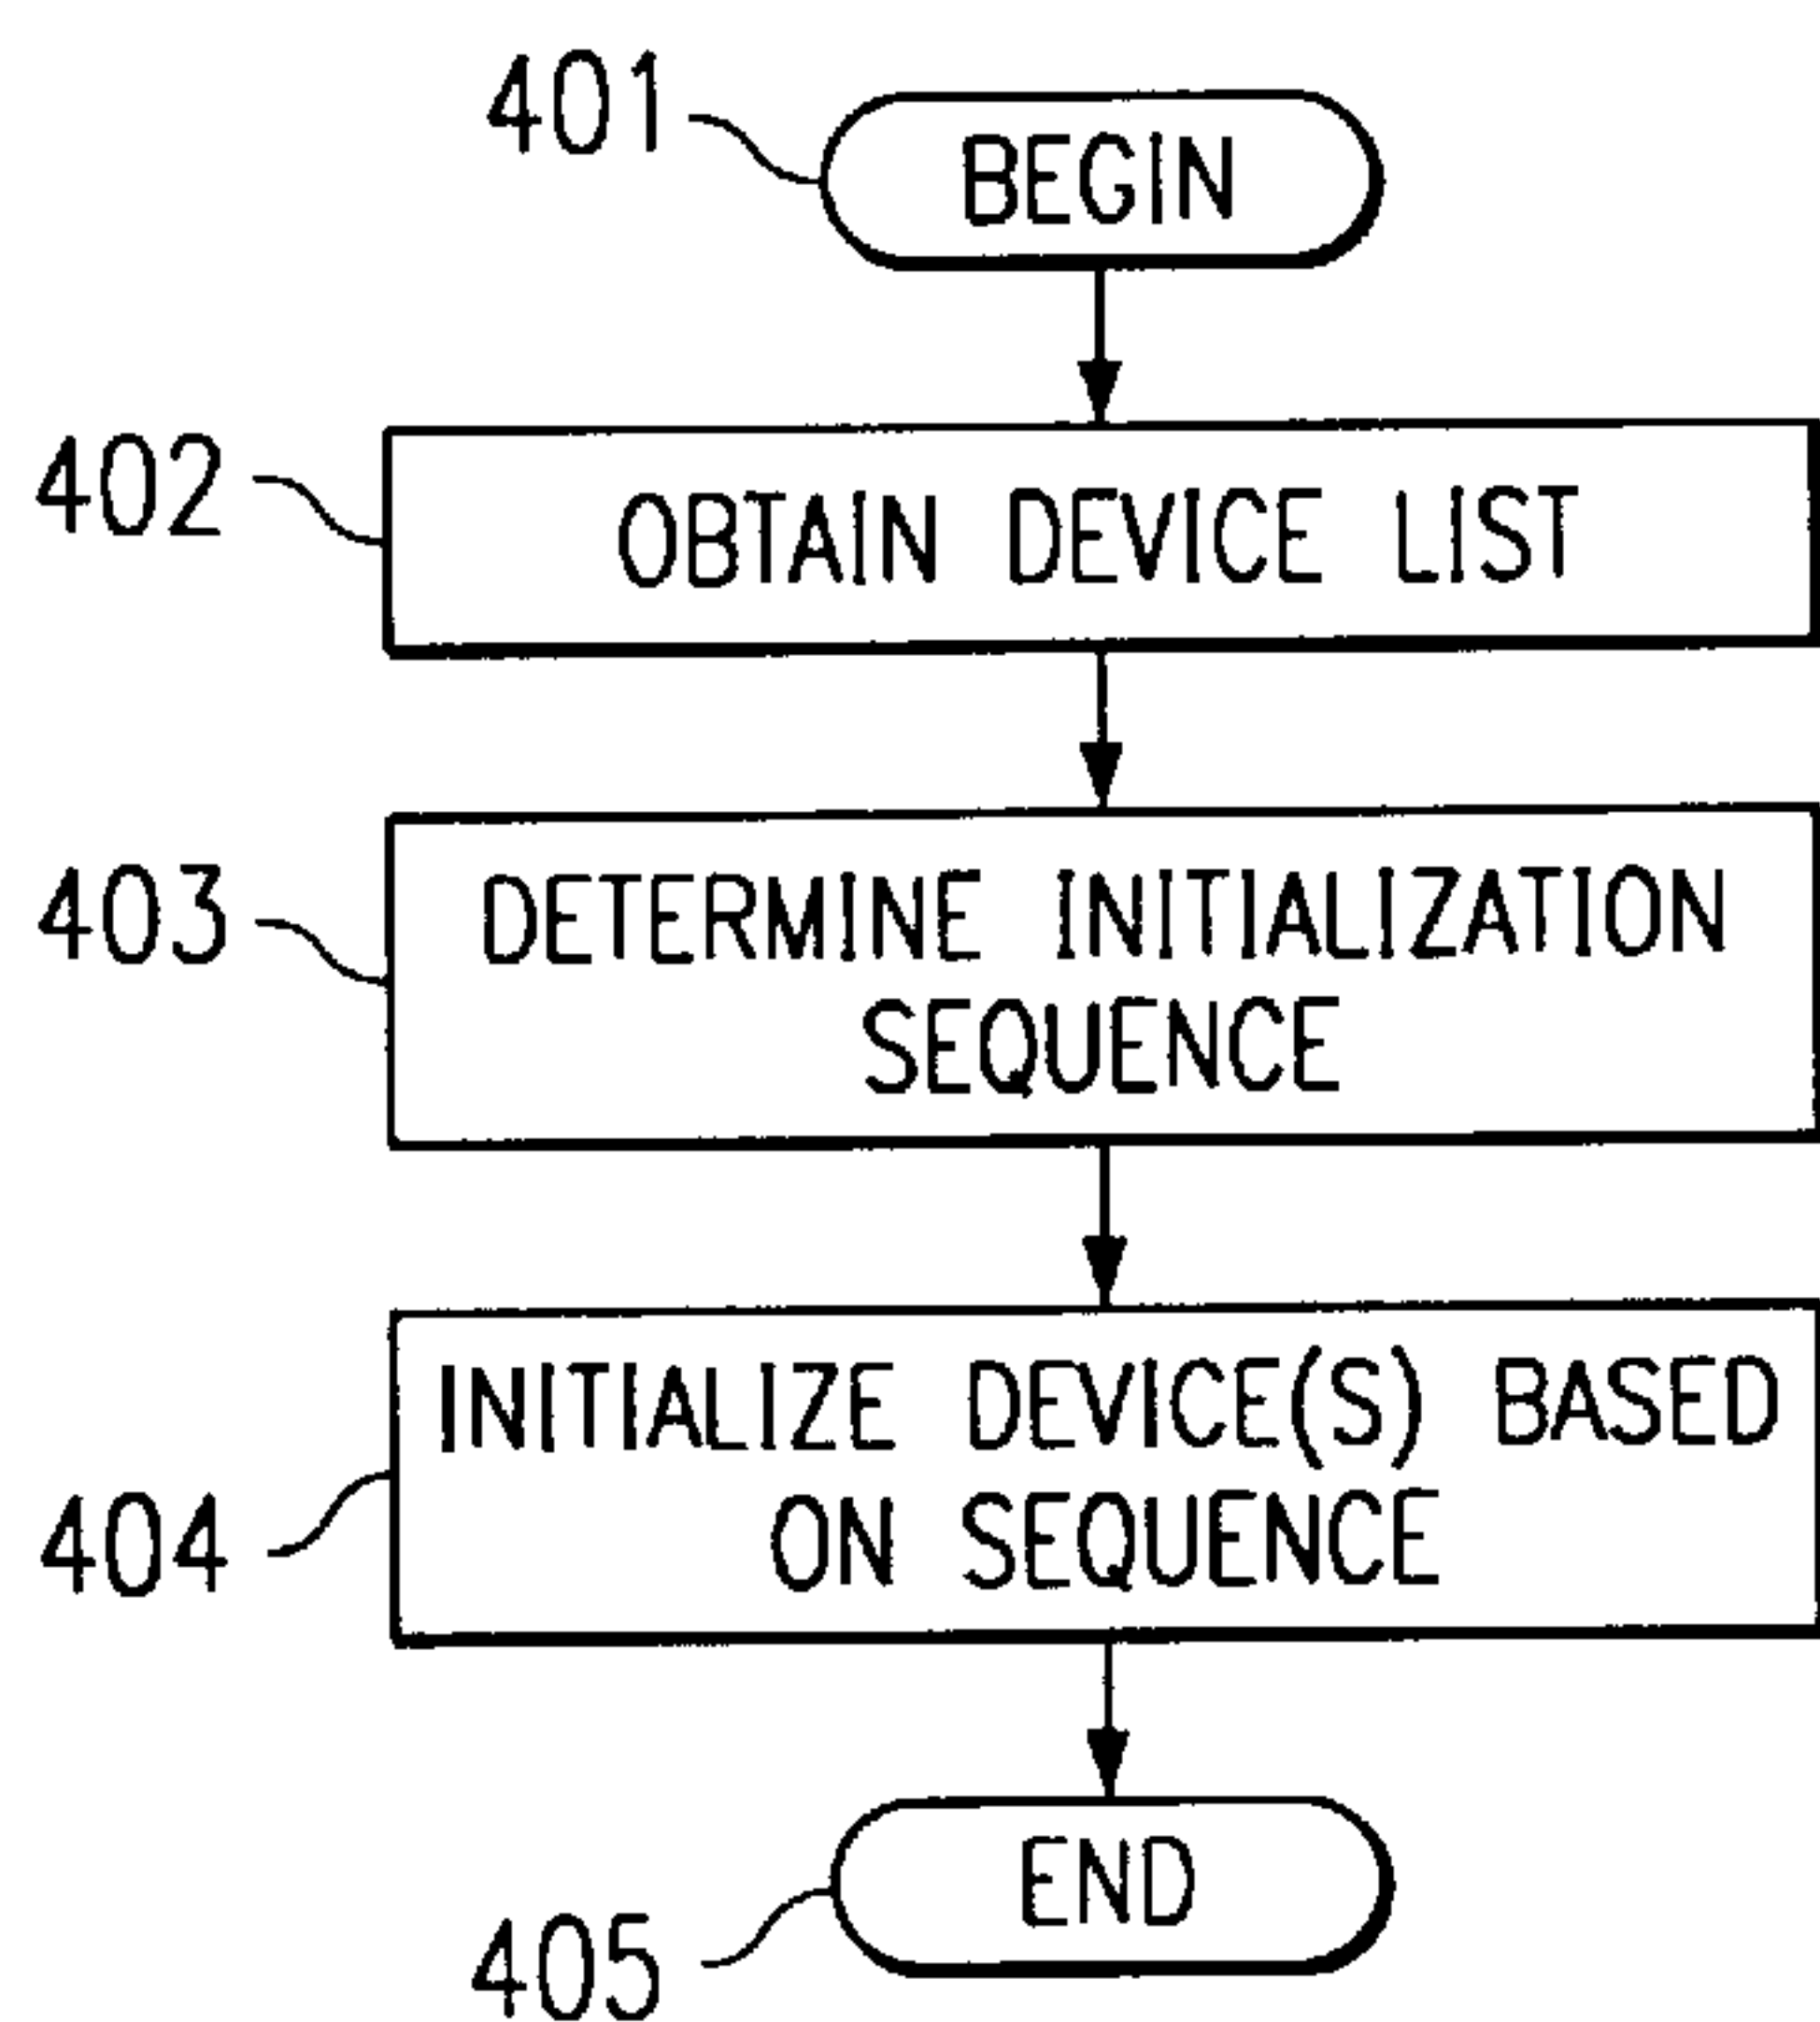 401
BEGIN
402
OBTAIN DEVICE LIST
403
DETERMINE INITIALIZATION
SEQUENCE
INITIALIZE DEVICE(S) BASED
ON SEQUENCE
404
END
405